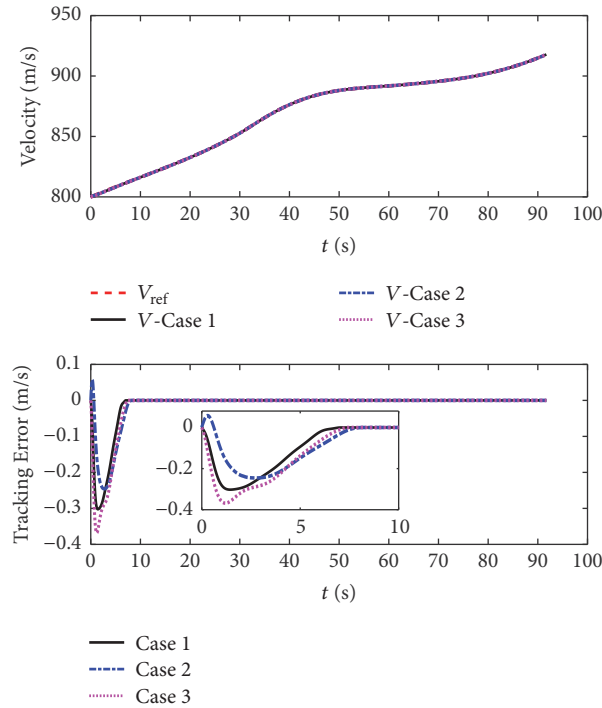 950
900
850
800
Velocity (m/s)
0 10 20 30 40 50 60 70 80 90 100
t (s)
V_ref
V-Case 1
V-Case 2
V-Case 3
0.1
0
−0.1
−0.2
−0.3
−0.4
Tracking Error (m/s)
0
−0.2
−0.4
0 5 10
0 10 20 30 40 50 60 70 80 90 100
t (s)
Case 1
Case 2
Case 3